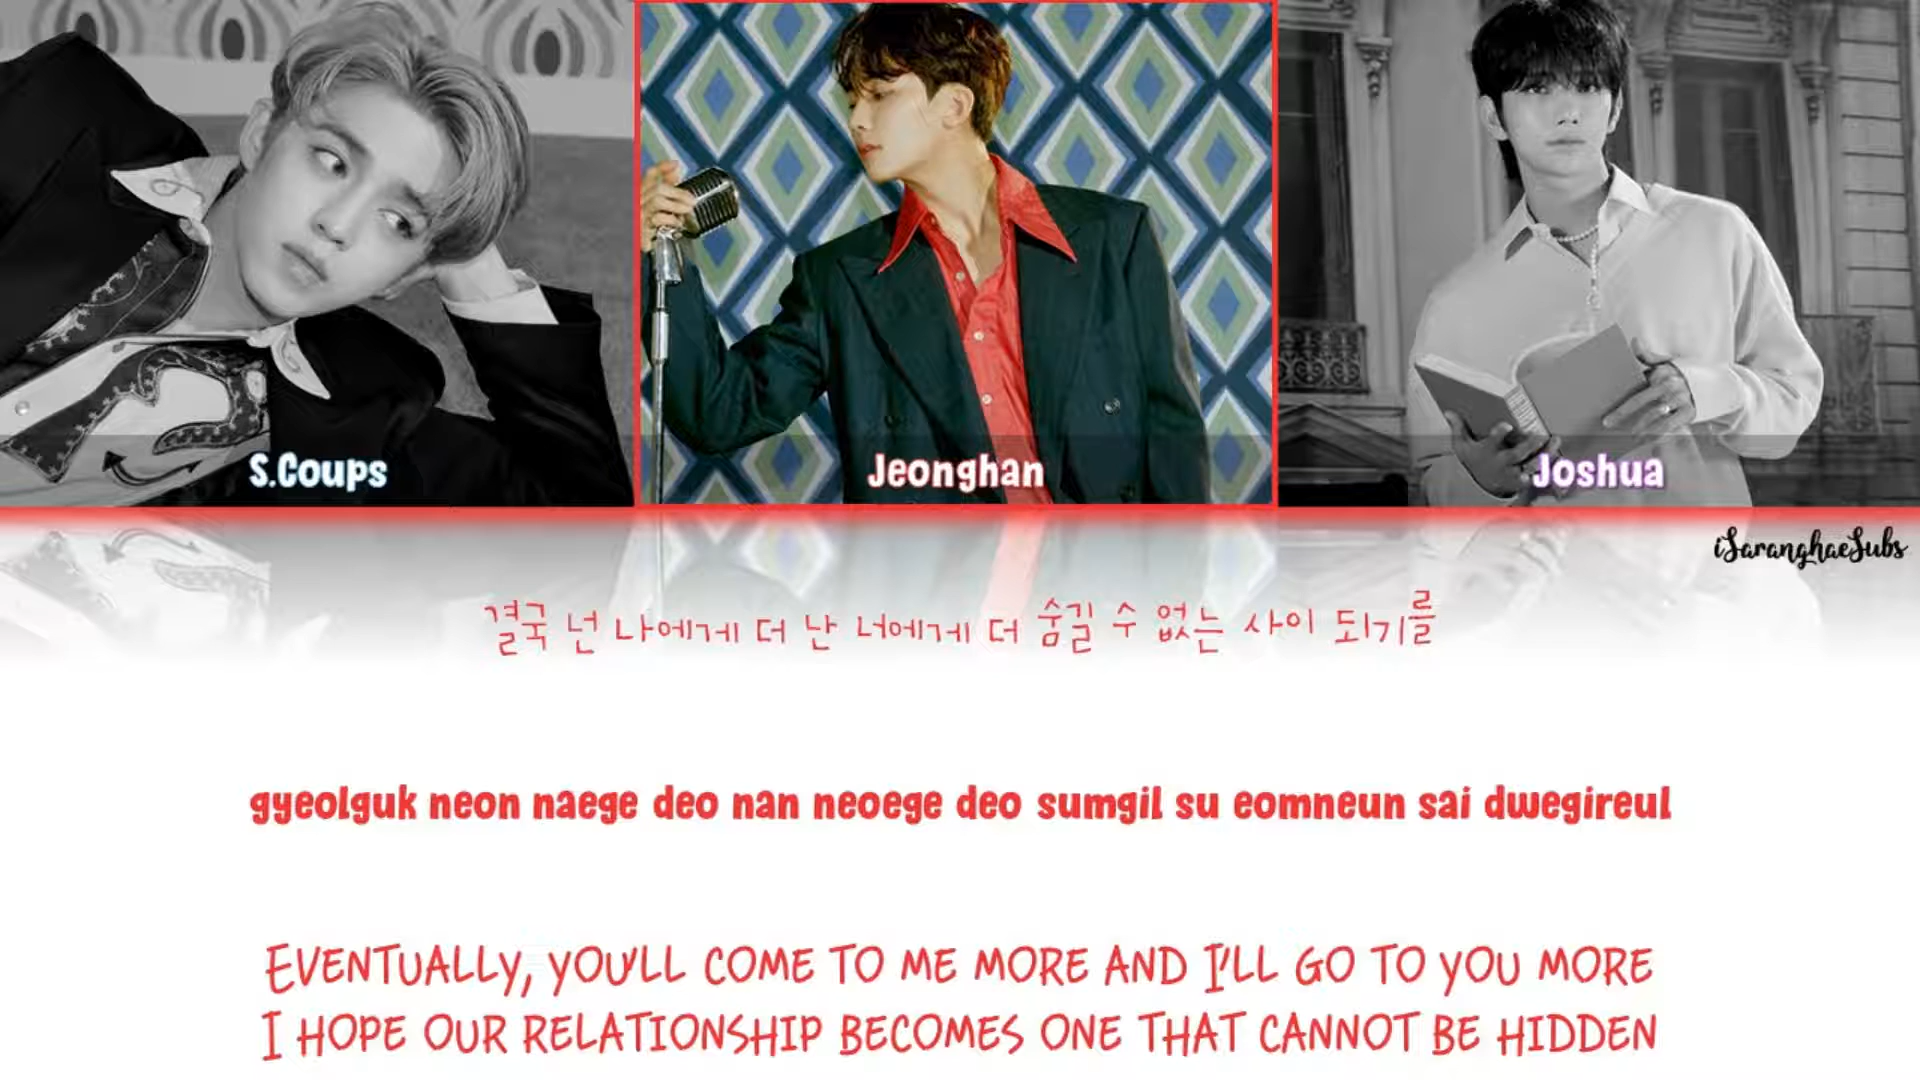 S.Coups
Jeonghan
Joshua
iSaranghaeSubs
결국 넌 나에게 더 난 너에게 더 숨길 수 없는 사이 되기를
gyeolguk neon naege deo nan neoege deo sumgil su eomneun sai dwegireul
EVENTUALLY, YOU'LL COME TO ME MORE AND I'LL GO TO YOU MORE
I HOPE OUR RELATIONSHIP BECOMES ONE THAT CANNOT BE HIDDEN